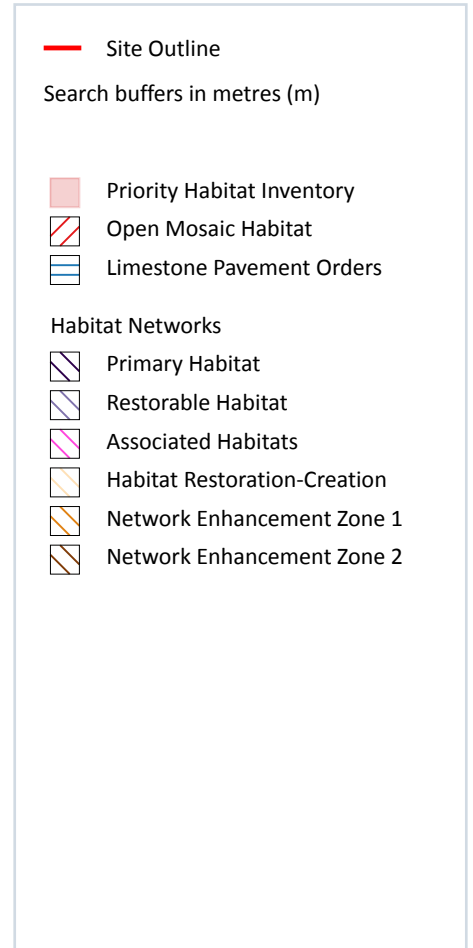 Site Outline
Search buffers in metres (m)
Priority Habitat Inventory
Open Mosaic Habitat
Limestone Pavement Orders
Habitat Networks
Primary Habitat
Restorable Habitat
Associated Habitats
Habitat Restoration-Creation
Network Enhancement Zone 1
Network Enhancement Zone 2